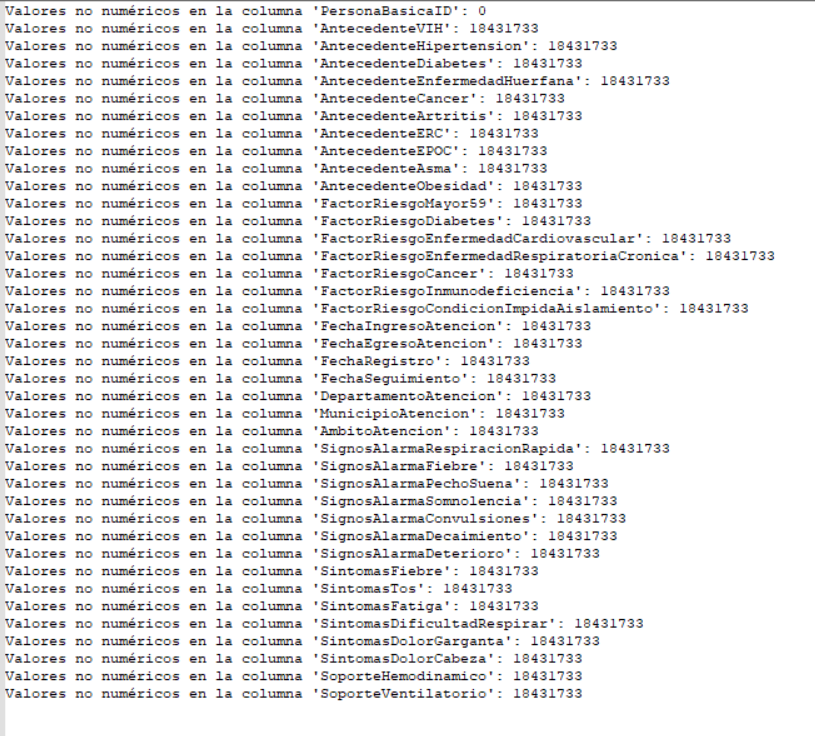 Valores no numéricos en la columna 'PersonaBasicaID': 0
Valores no numéricos en la columna 'AntecedenteVIH': 18431733
Valores no numéricos en la columna 'AntecedenteHipertension': 18431733
Valores no numéricos en la columna 'AntecedenteDiabetes': 18431733
Valores no numéricos en la columna 'AntecedenteEnfermedadHuerfana': 18431733
Valores no numéricos en la columna 'AntecedenteCancer': 18431733
Valores no numéricos en la columna 'AntecedenteArtritis': 18431733
Valores no numéricos en la columna 'AntecedenteERC': 18431733
Valores no numéricos en la columna 'AntecedenteEPOC': 18431733
Valores no numéricos en la columna 'AntecedenteAsma': 18431733
Valores no numéricos en la columna 'AntecedenteObesidad': 18431733
Valores no numéricos en la columna 'FactorRiesgoMayor59': 18431733
Valores no numéricos en la columna 'FactorRiesgoDiabetes': 18431733
Valores no numéricos en la columna 'FactorRiesgoEnfermedadCardiovascular': 18431733
Valores no numéricos en la columna 'FactorRiesgoEnfermedadRespiratoriaCronica': 18431733
Valores no numéricos en la columna 'FactorRiesgoCancer': 18431733
Valores no numéricos en la columna 'FactorRiesgoInmunodeficiencia': 18431733
Valores no numéricos en la columna 'FactorRiesgoCondicionImpidaAislamiento': 18431733
Valores no numéricos en la columna 'FechaIngresoAtencion': 18431733
Valores no numéricos en la columna 'FechaEgresoAtencion': 18431733
Valores no numéricos en la columna 'FechaRegistro': 18431733
Valores no numéricos en la columna 'FechaSeguimiento': 18431733
Valores no numéricos en la columna 'DepartamentoAtencion': 18431733
Valores no numéricos en la columna 'MunicipioAtencion': 18431733
Valores no numéricos en la columna 'AmbitoAtencion': 18431733
Valores no numéricos en la columna 'SignosAlarmaRespiracionRapida': 18431733
Valores no numéricos en la columna 'SignosAlarmaFiebre': 18431733
Valores no numéricos en la columna 'SignosAlarmaPechoSuena': 18431733
Valores no numéricos en la columna 'SignosAlarmaSomnolencia': 18431733
Valores no numéricos en la columna 'SignosAlarmaConvulsiones': 18431733
Valores no numéricos en la columna 'SignosAlarmaDecaimiento': 18431733
Valores no numéricos en la columna 'SignosAlarmaDeterioro': 18431733
Valores no numéricos en la columna 'SintomasFiebre': 18431733
Valores no numéricos en la columna 'SintomasTos': 18431733
Valores no numéricos en la columna 'SintomasFatiga': 18431733
Valores no numéricos en la columna 'SintomasDificultadRespirar': 18431733
Valores no numéricos en la columna 'SintomasDolorGarganta': 18431733
Valores no numéricos en la columna 'SintomasDolorCabeza': 18431733
Valores no numéricos en la columna 'SoporteHemodinamico': 18431733
Valores no numéricos en la columna 'SoporteVentilatorio': 18431733